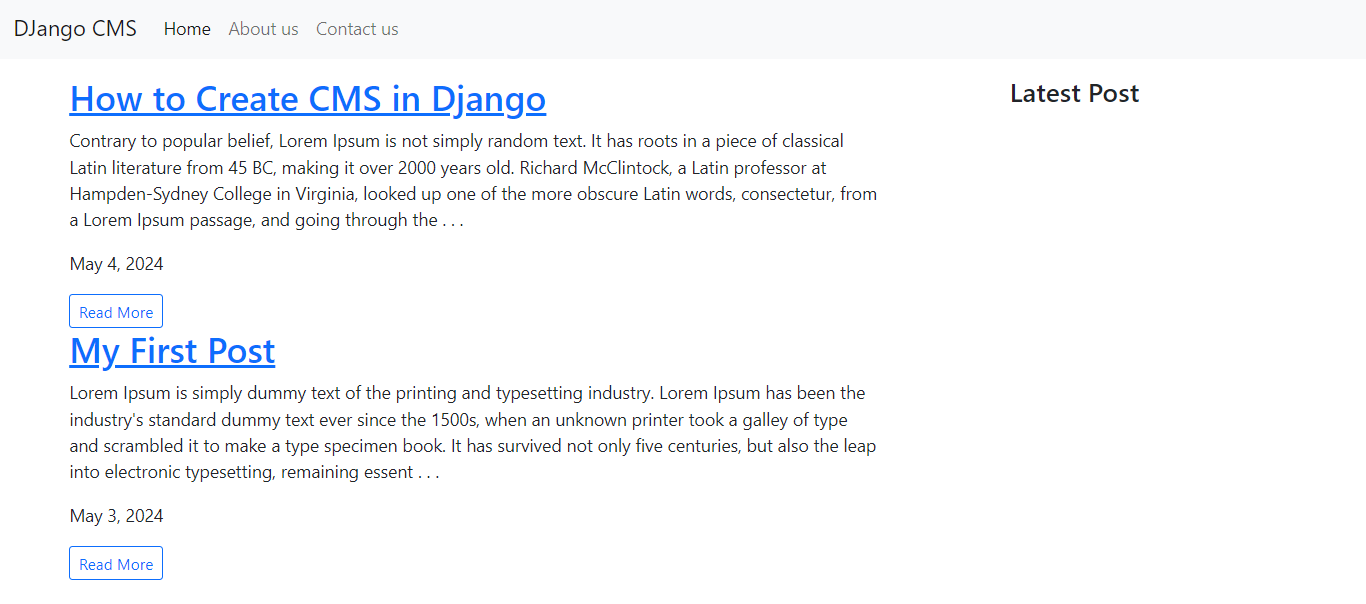 DJango CMS Home About us Contact us
How to Create CMS in Django
Contrary to popular belief, Lorem Ipsum is not simply random text. It has roots in a piece of classical
Latin literature from 45 BC, making it over 2000 years old. Richard McClintock, a Latin professor at
Hampden-Sydney College in Virginia, looked up one of the more obscure Latin words, consectetur, from
a Lorem Ipsum passage, and going through the . . .
May 4, 2024
Read More
My First Post
Lorem Ipsum is simply dummy text of the printing and typesetting industry. Lorem Ipsum has been the
industry's standard dummy text ever since the 1500s, when an unknown printer took a galley of type
and scrambled it to make a type specimen book. It has survived not only five centuries, but also the leap
into electronic typesetting, remaining essent . . .
May 3, 2024
Read More
Latest Post